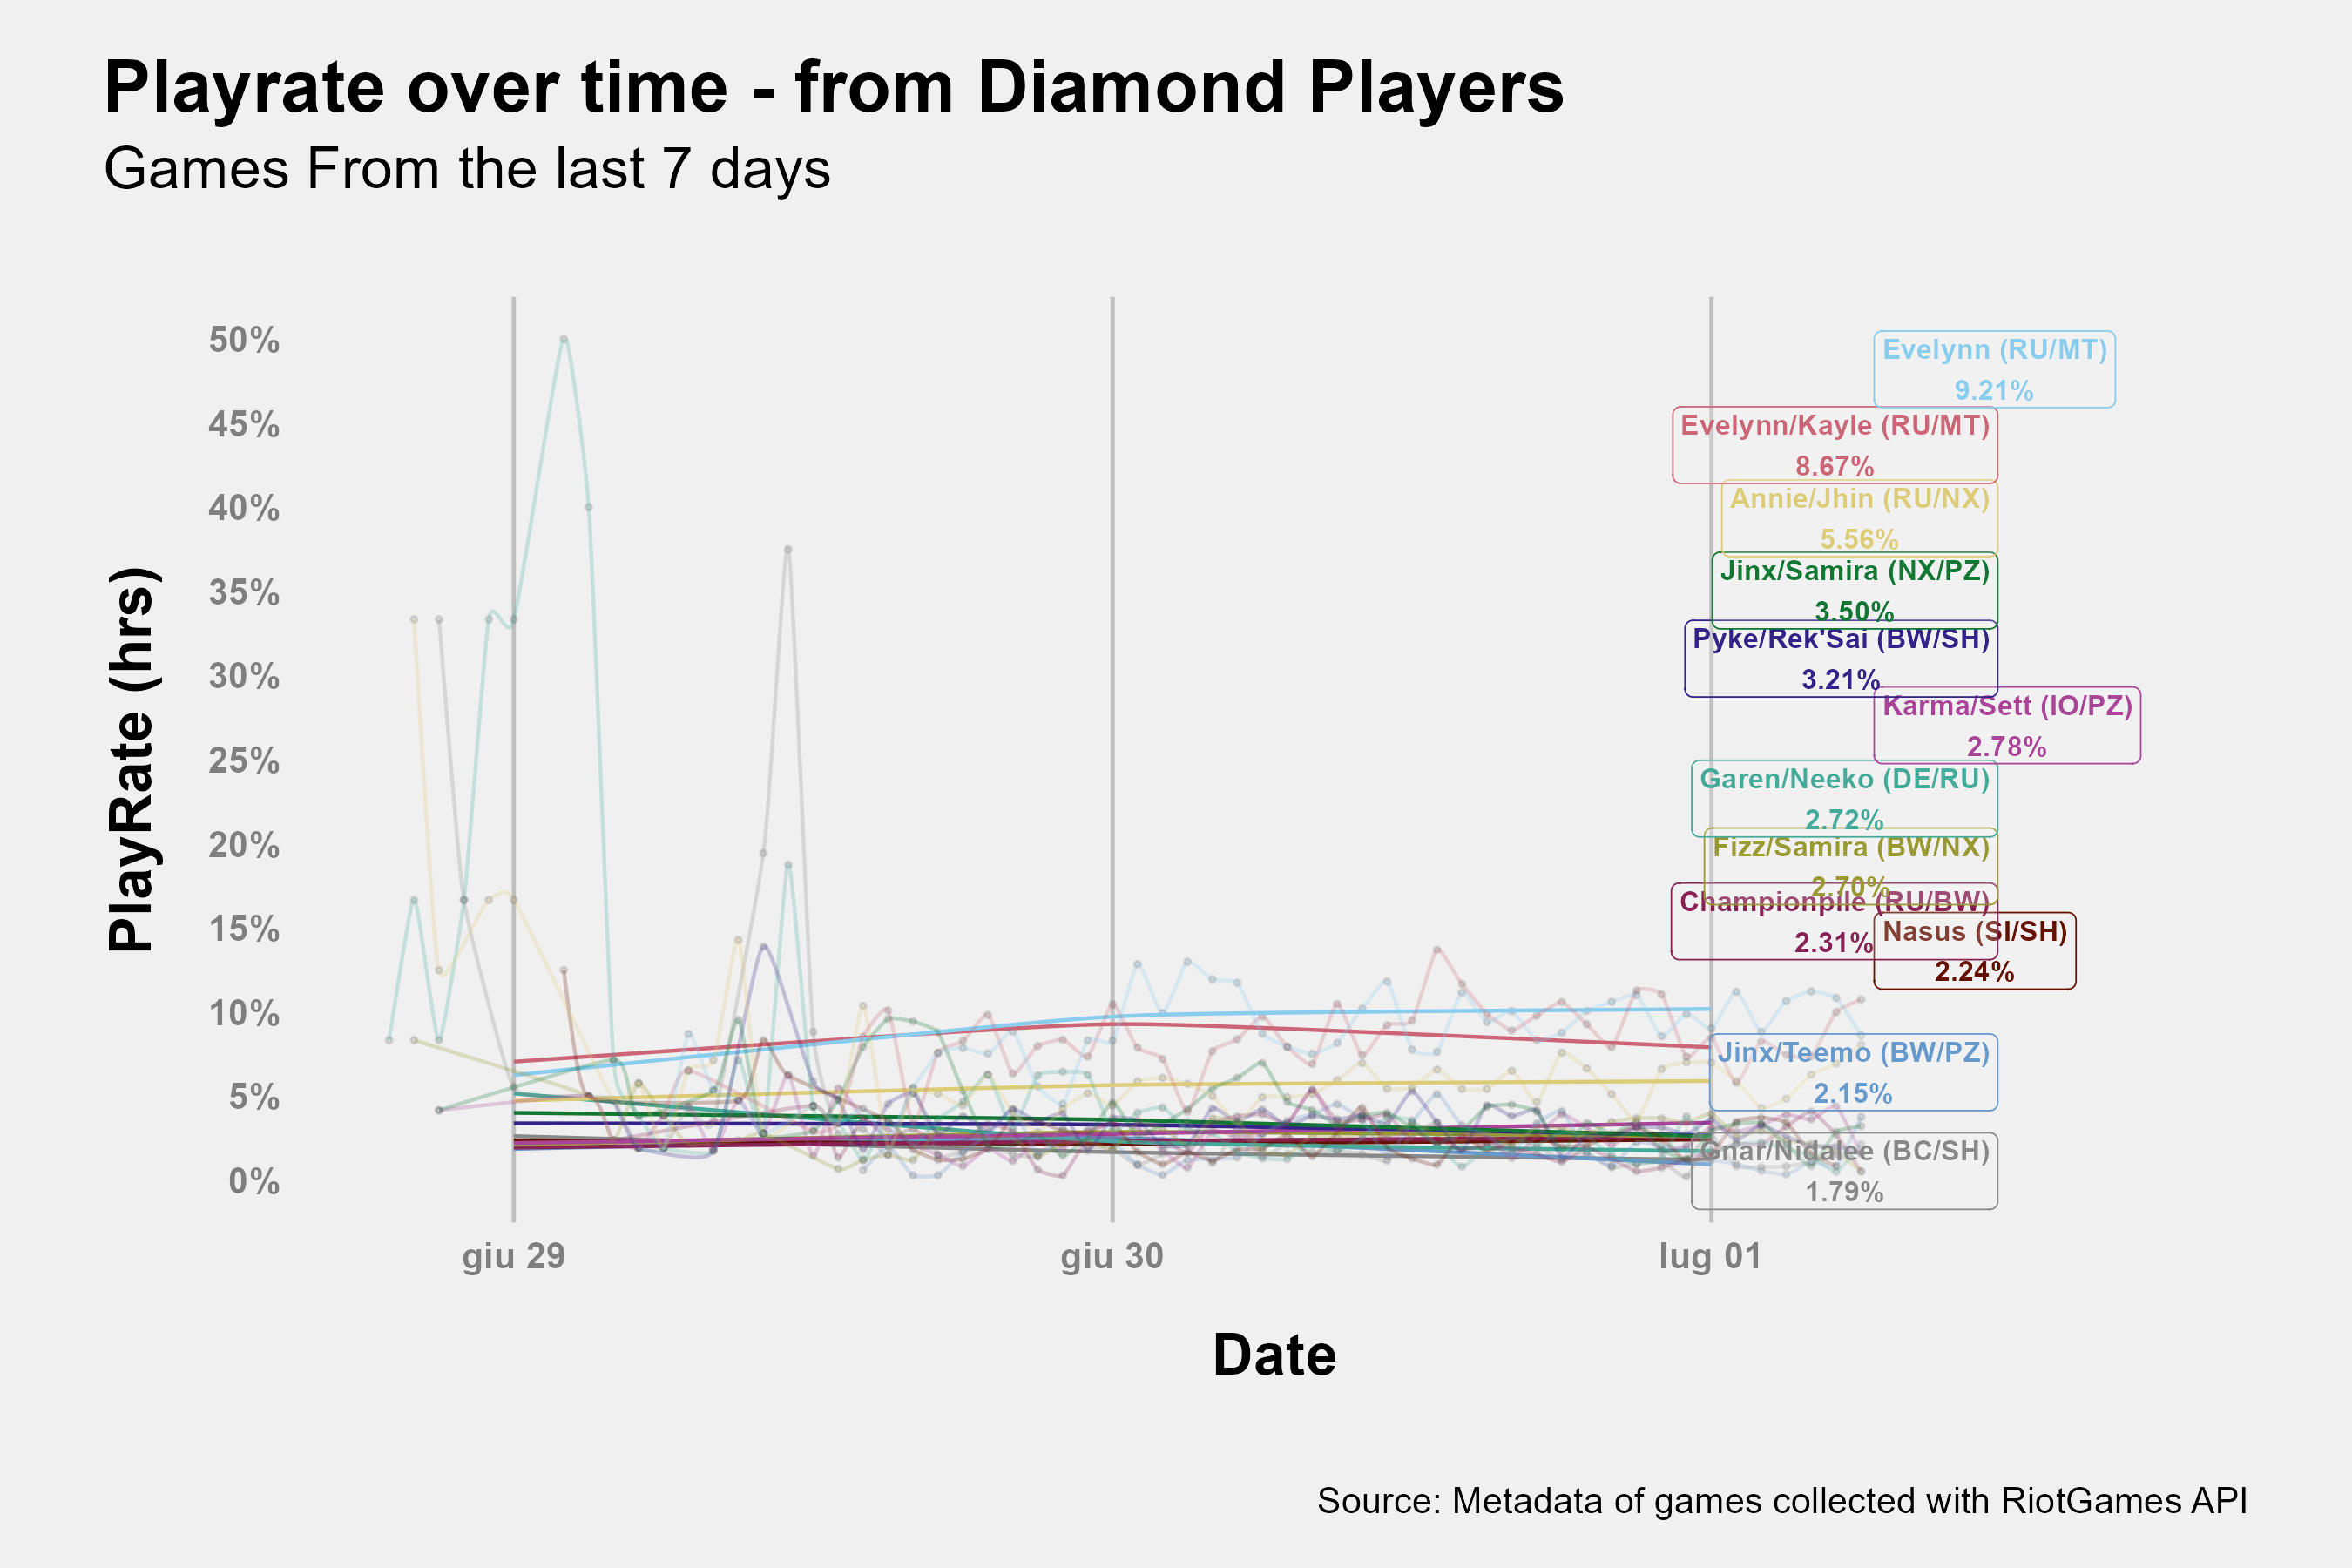 Playrate over time - from Diamond Players
Games From the last 7 days
PlayRate (hrs)
50%
45%
40%
35%
30%
25%
20%
15%
10%
5%
0%
Evelynn (RU/MT)
9.21%
Evelynn/Kayle (RU/MT)
8.67%
Annie/Jhin (RU/NX)
5.56%
Jinx/Samira (NX/PZ)
3.50%
Pyke/Rek'Sai (BW/SH)
3.21%
Karma/Sett (IO/PZ)
2.78%
Garen/Neeko (DE/RU)
2.72%
Fizz/Samira (BW/NX)
2.70%
Championpile (RU/BW)
2.31%
Nasus (SI/SH)
2.24%
Jinx/Teemo (BW/PZ)
2.15%
Gnar/Nidalee (BC/SH)
1.79%
giu 29
giu 30
lug 01
Date
Source: Metadata of games collected with RiotGames API